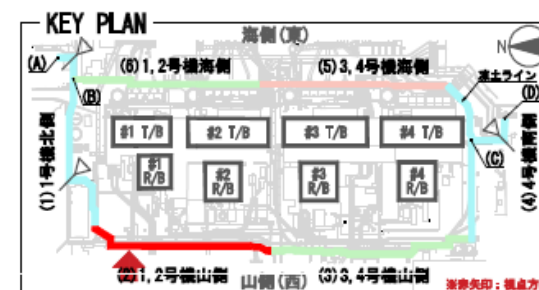 KEY PLAN
海側(東)
N
(A)
(6)1,2号機海側
(5)3,4号機海側
凍土ライン
(B)
(D)
#1 T/B
#2 T/B
#3 T/B
#4 T/B
(1)1号機北側
#1
R/B
#2
R/B
#3
R/B
#4
R/B
(C)
(4)4号機南側
(2)1,2号機山側
山側(西)
(3)3,4号機山側
※赤矢印:視点方